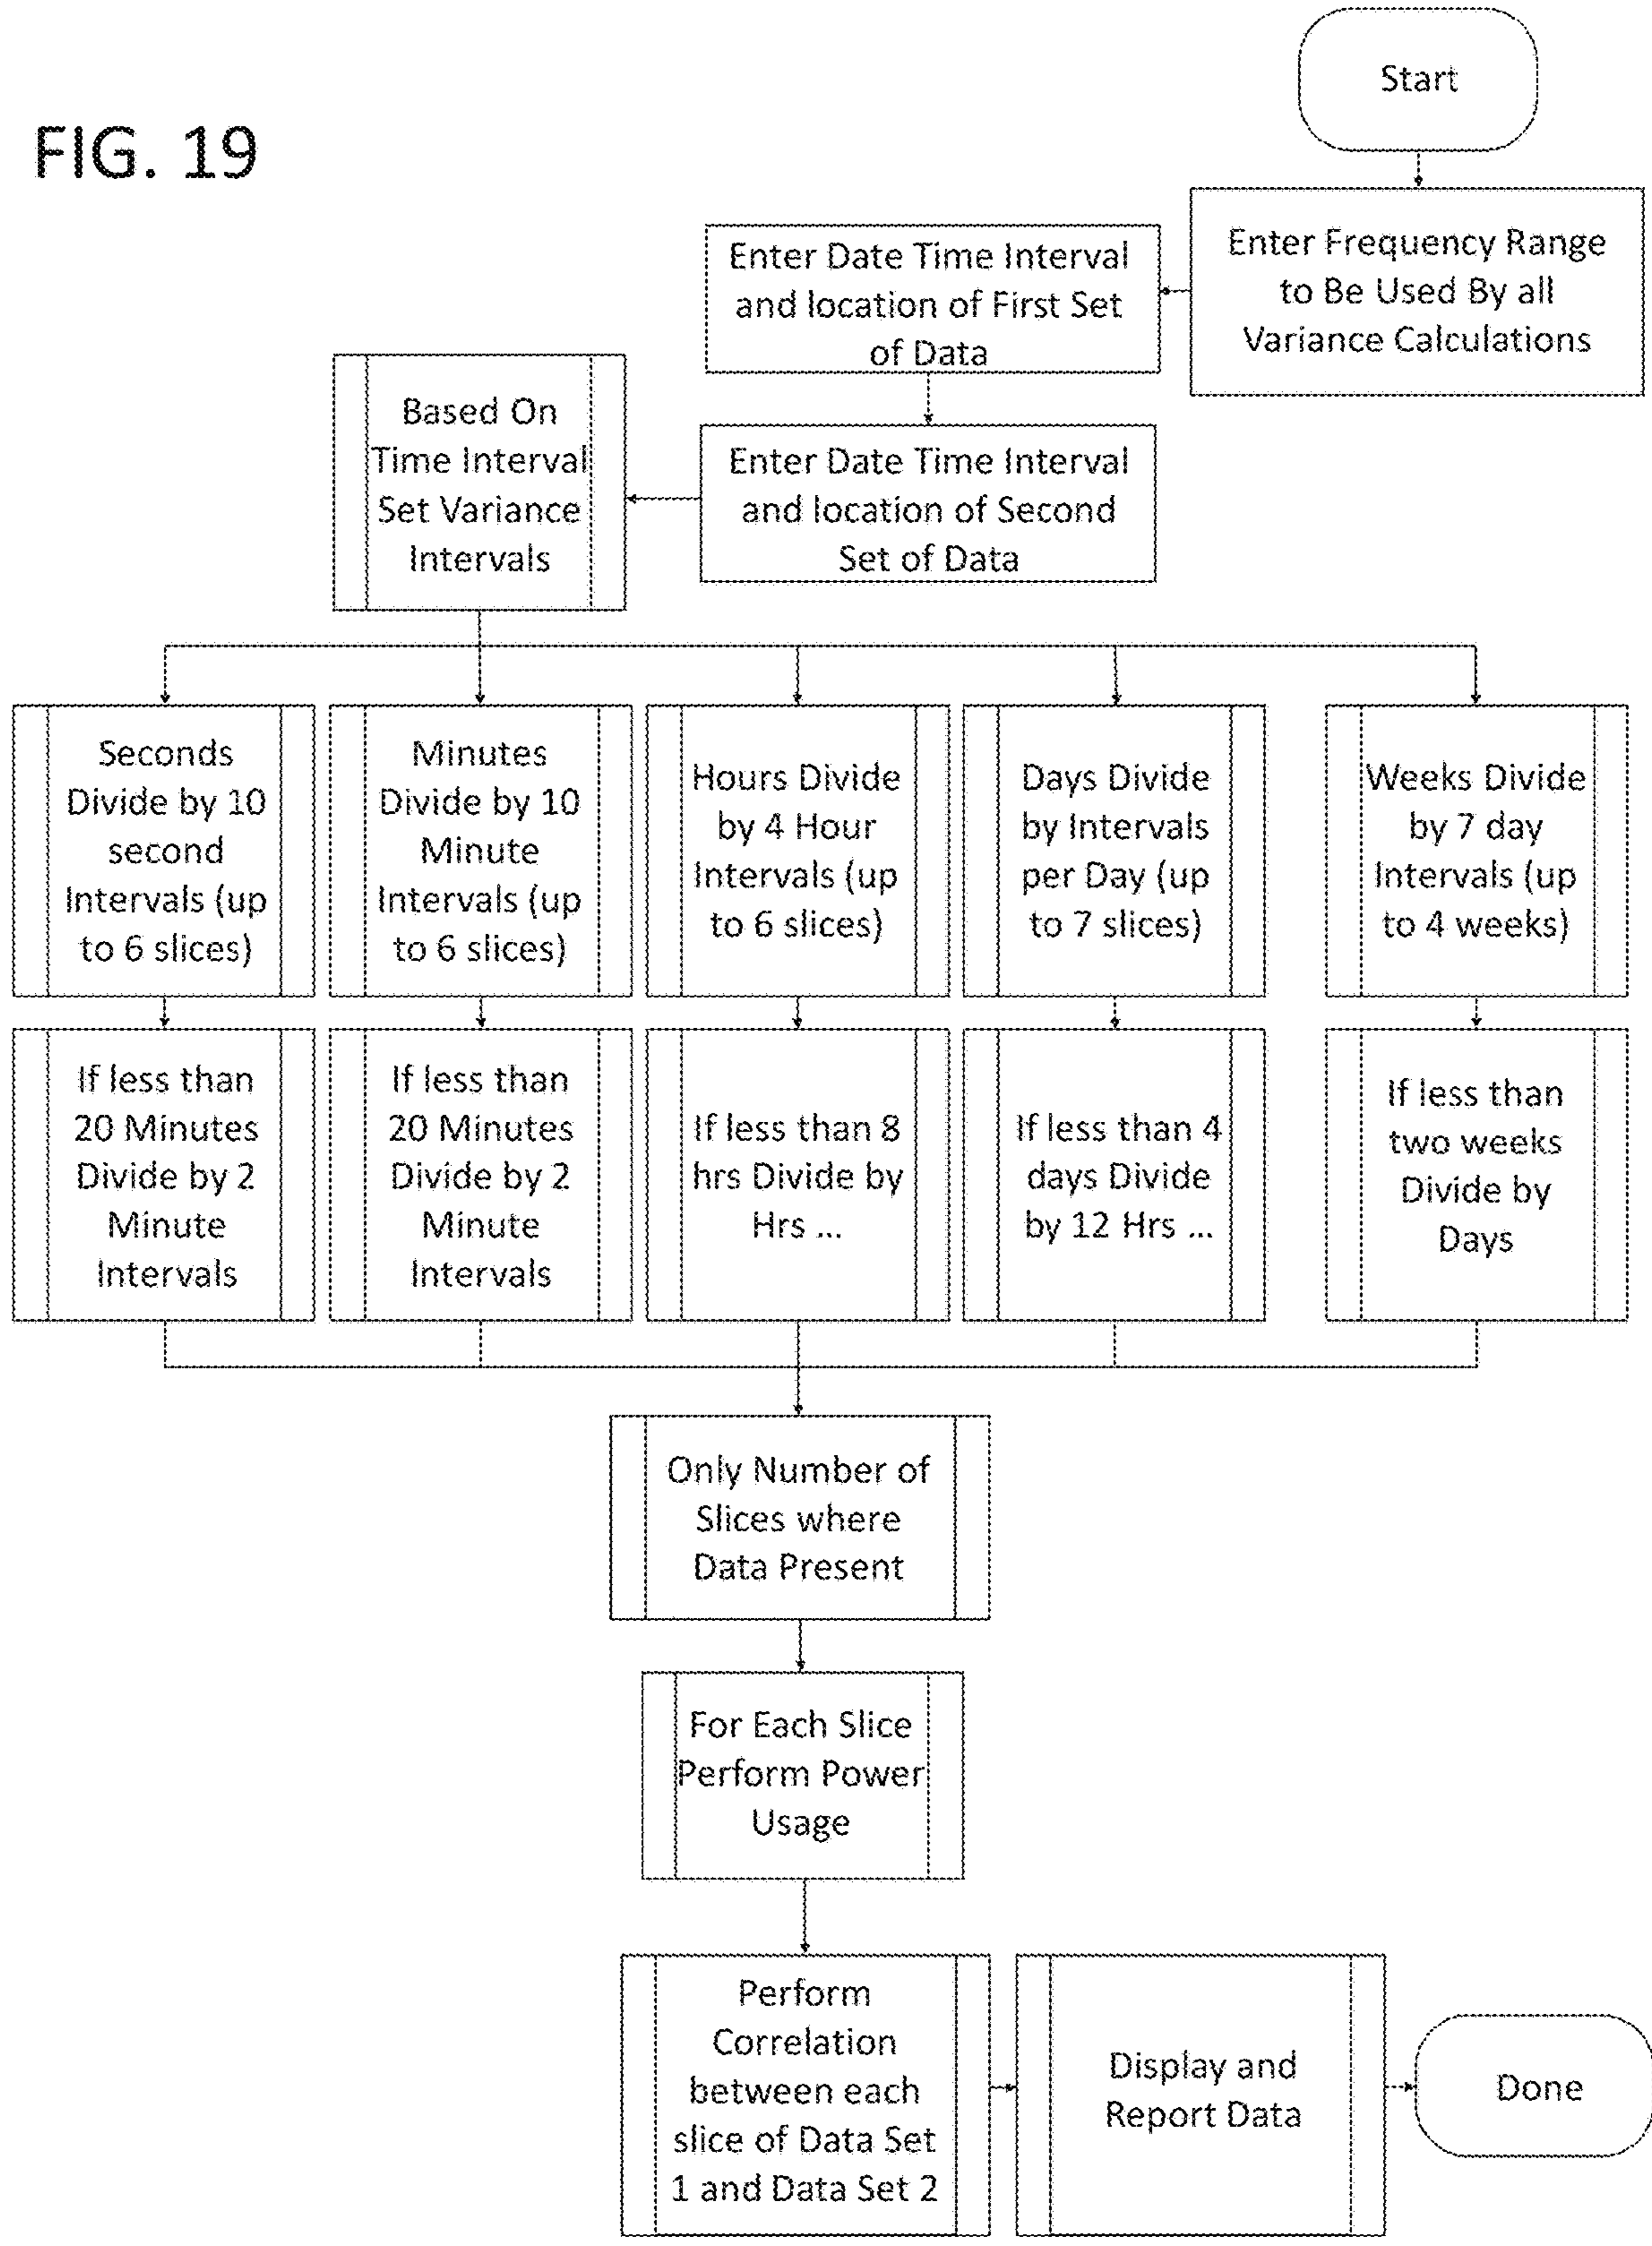 FIG. 19
Start
Enter Frequency Range
to Be Used By all
Variance Calculations
Enter Date Time Interval
and location of First Set
of Data
Enter Date Time Interval
and location of Second
Set of Data
Based On
Time Interval
Set Variance
Intervals
Seconds
Divide by 10
second
Intervals (up
to 6 slices)
Minutes
Divide by 10
Minute
Intervals (up
to 6 slices)
Hours Divide
by 4 Hour
Intervals (up
to 6 slices)
Days Divide
by Intervals
per Day (up
to 7 slices)
Weeks Divide
by 7 day
Intervals (up
to 4 weeks)
If less than
20 Minutes
Divide by 2
Minute
Intervals
If less than
20 Minutes
Divide by 2
Minute
Intervals
If less than 8
hrs Divide by
Hrs ...
If less than 4
days Divide
by 12 Hrs ...
If less than
two weeks
Divide by
Days
Only Number of
Slices where
Data Present
For Each Slice
Perform Power
Usage
Perform
Correlation
between each
slice of Data Set
1 and Data Set 2
Display and
Report Data
Done